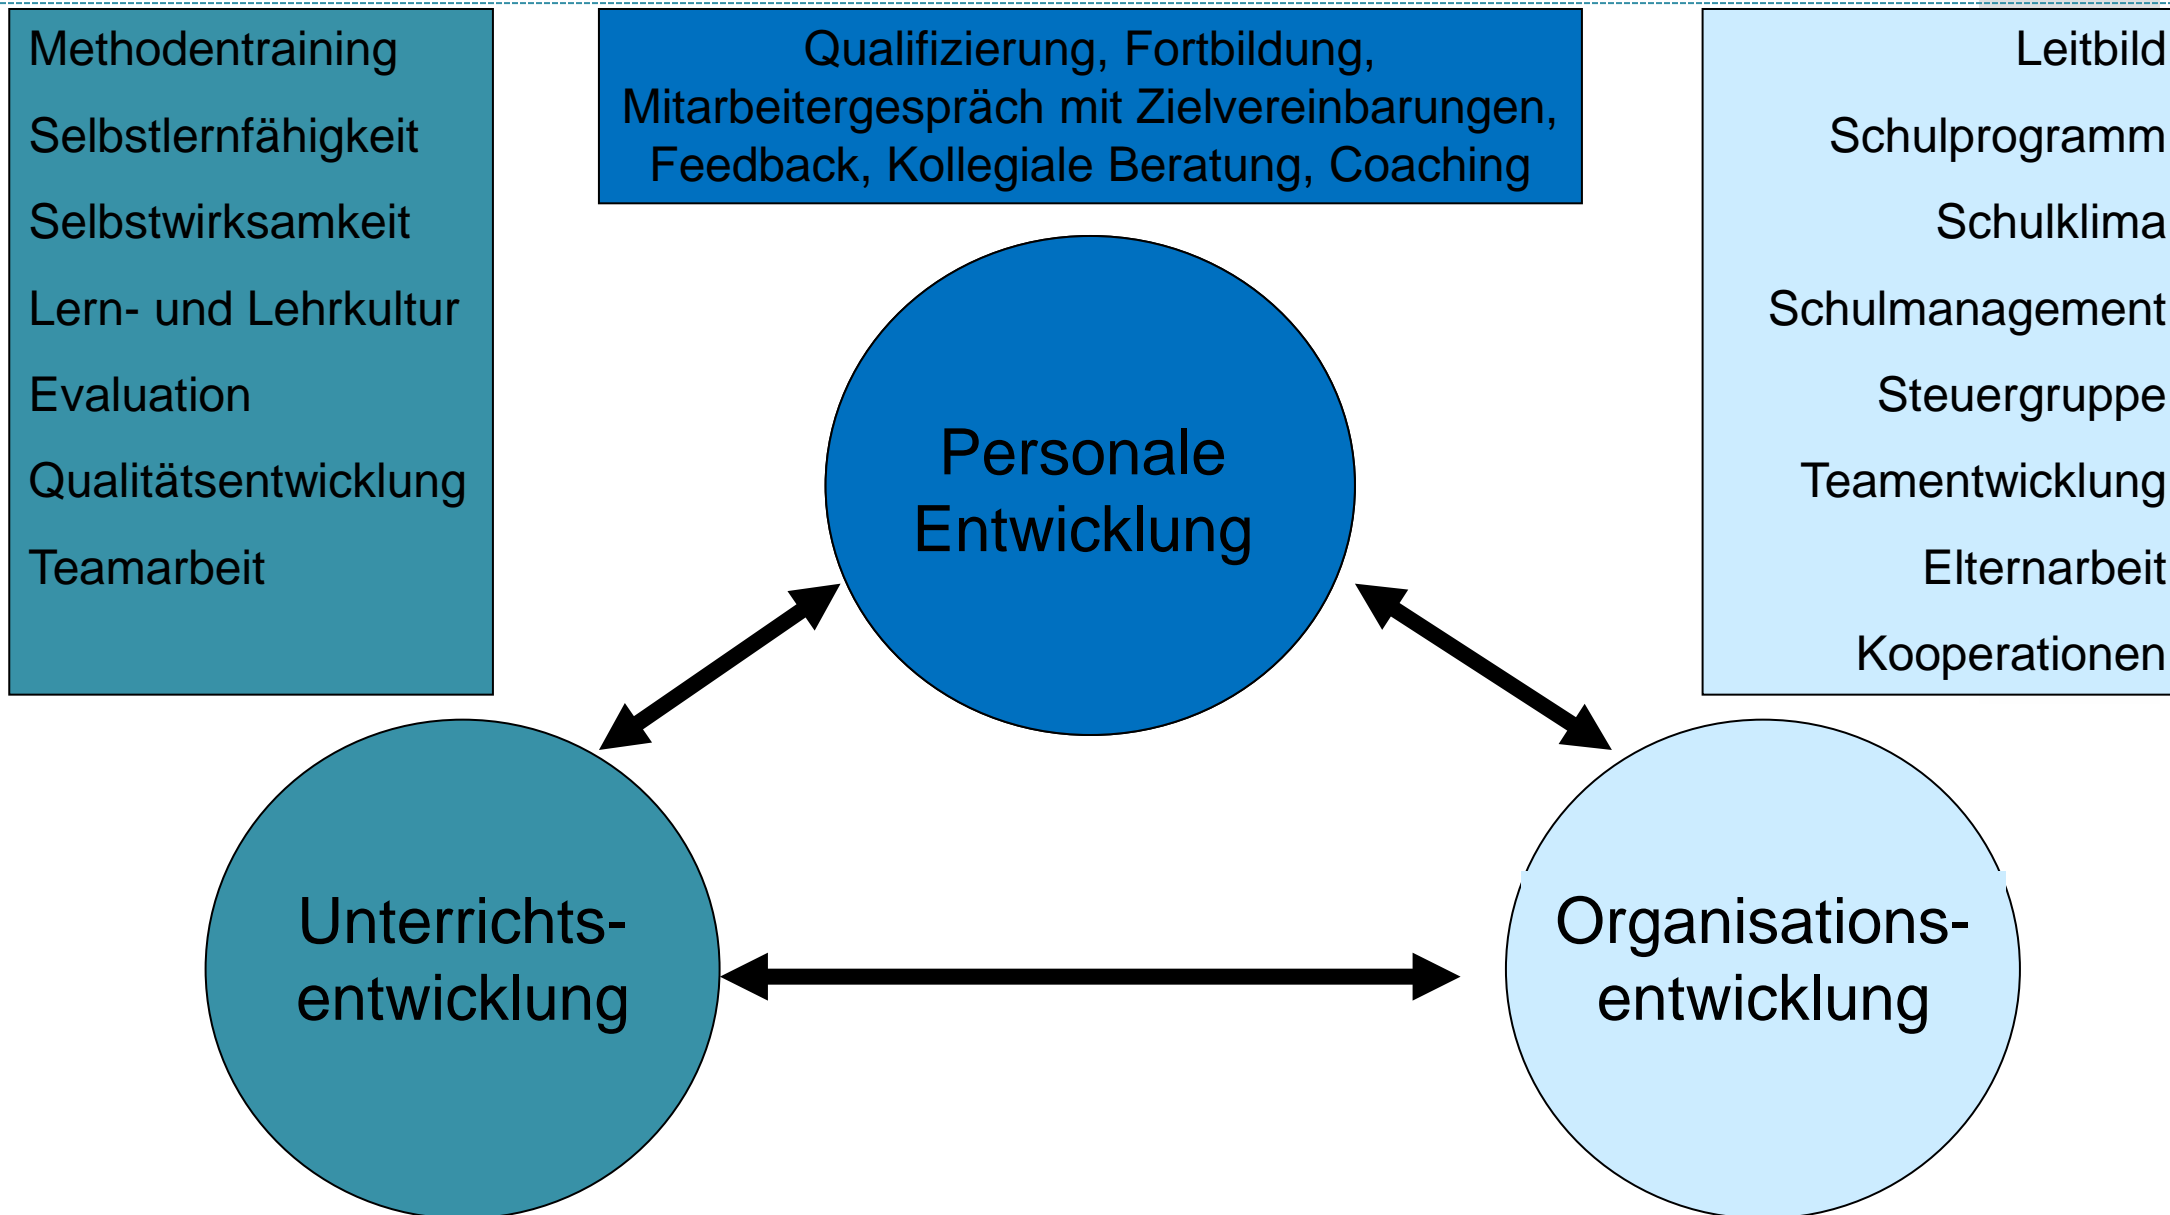 Methodentraining
Selbstlernfähigkeit
Selbstwirksamkeit
Lern- und Lehrkultur
Evaluation
Qualitätsentwicklung
Teamarbeit
Qualifizierung, Fortbildung,
Mitarbeitergespräch mit Zielvereinbarungen,
Feedback, Kollegiale Beratung, Coaching
Leitbild
Schulprogramm
Schulklima
Schulmanagement
Steuergruppe
Teamentwicklung
Elternarbeit
Kooperationen
Personale
Entwicklung
Unterrichts-
entwicklung
Organisations-
entwicklung